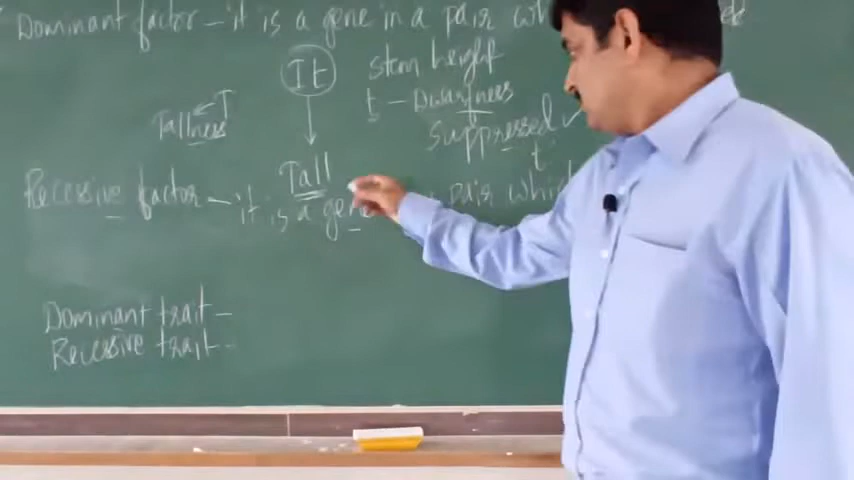 Dominant factor - it is a gene in a pair wh
Tt stem height
t - Dwarfness
Tallness ← T
suppressed ✓
t
Tall
Recessive factor - it is a gene pair which
Dominant trait -
Recessive trait -